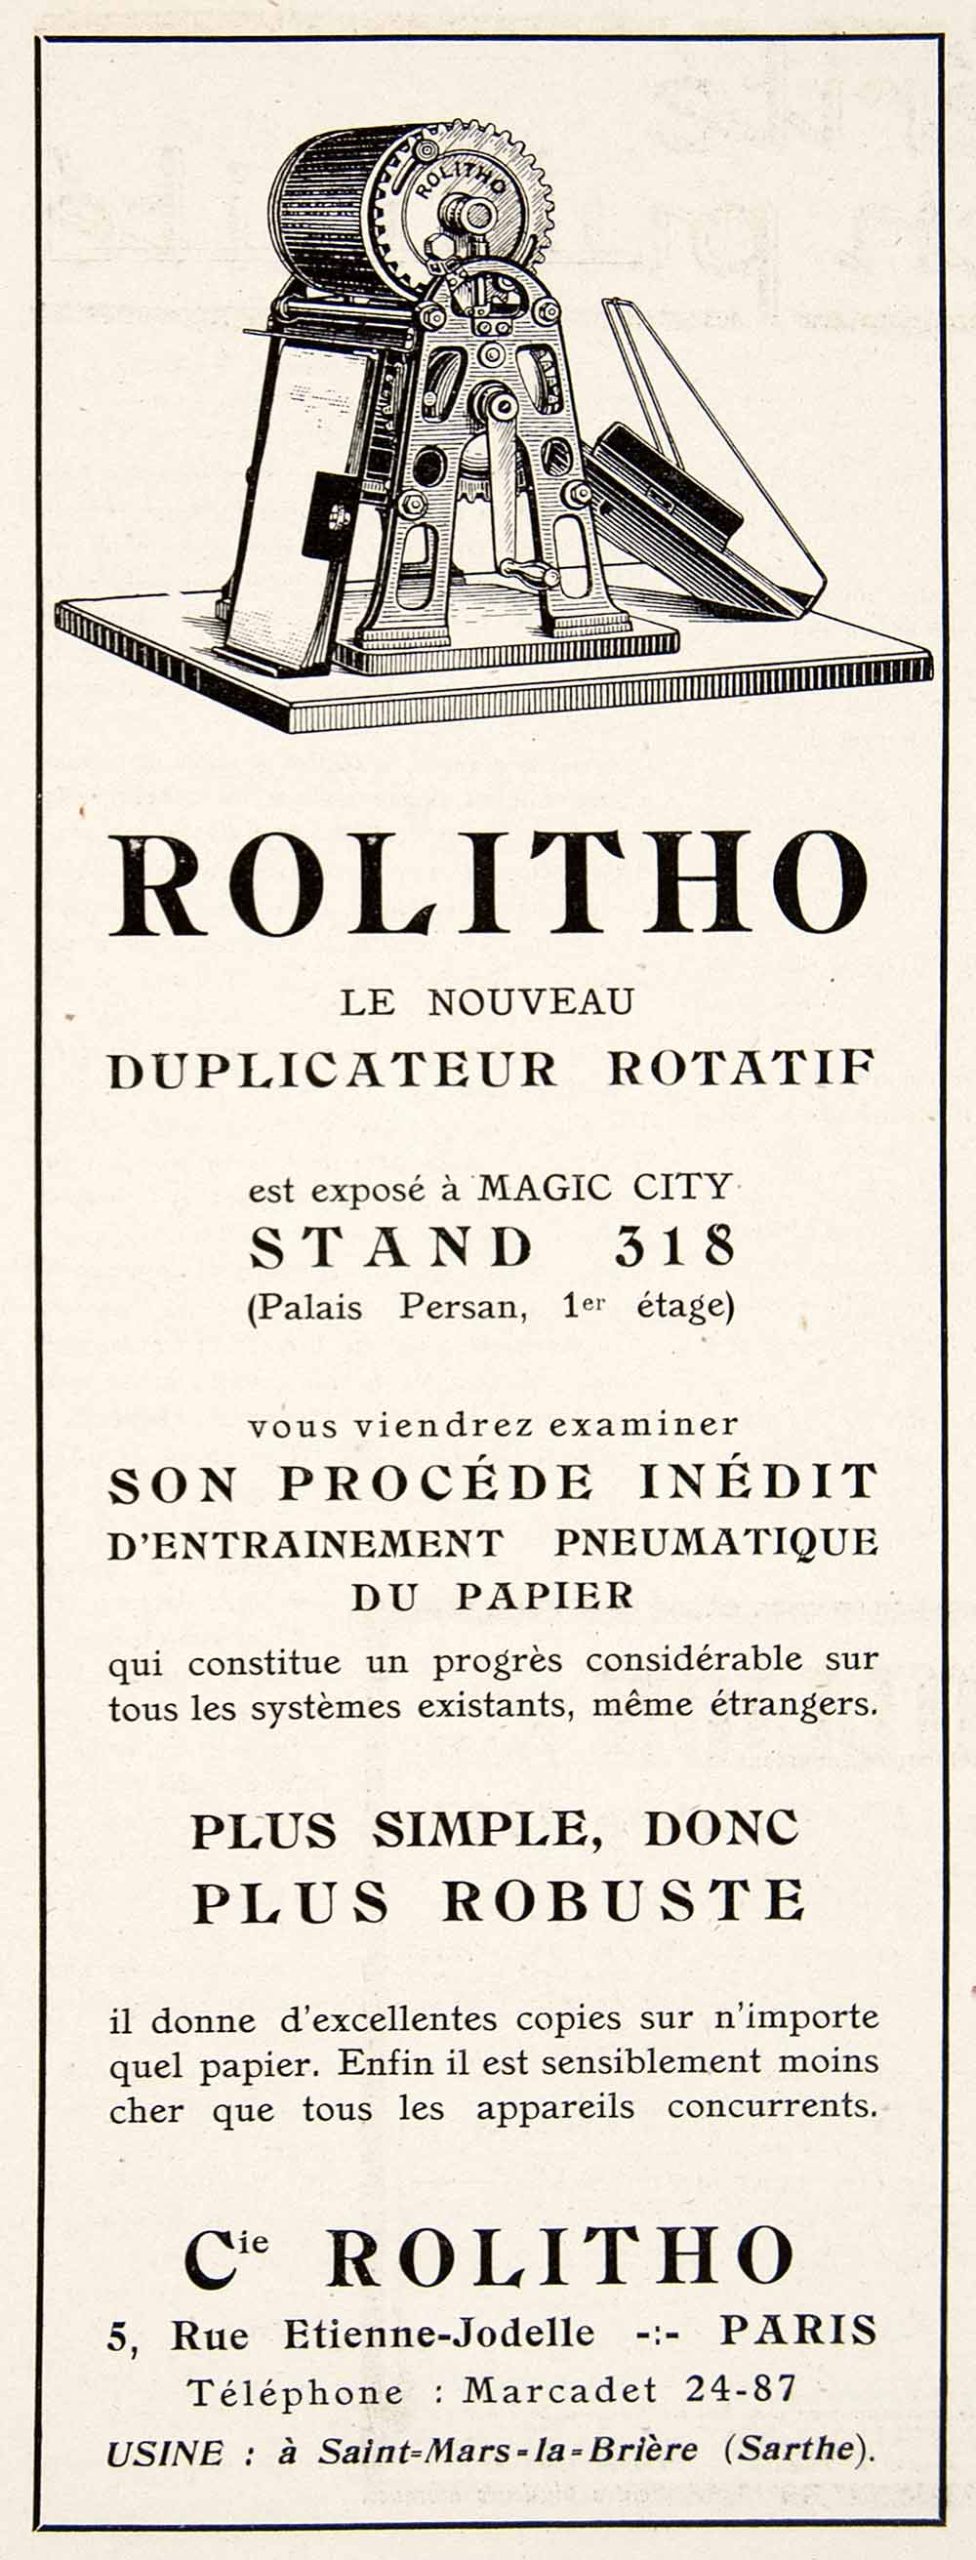 ROLITHO
ROLITHO
LE NOUVEAU
DUPLICATEUR ROTATIF
est exposé à MAGIC CITY
STAND 318
(Palais Persan, 1er étage)
vous viendrez examiner
SON PROCÉDE INÉDIT
D'ENTRAINEMENT PNEUMATIQUE
DU PAPIER
qui constitue un progrès considérable sur
tous les systèmes existants, même étrangers.
PLUS SIMPLE, DONC
PLUS ROBUSTE
il donne d'excellentes copies sur n'importe
quel papier. Enfin il est sensiblement moins
cher que tous les appareils concurrents.
Cie ROLITHO
5, Rue Etienne-Jodelle -:- PARIS
Téléphone : Marcadet 24-87
USINE : à Saint-Mars-la-Brière (Sarthe).